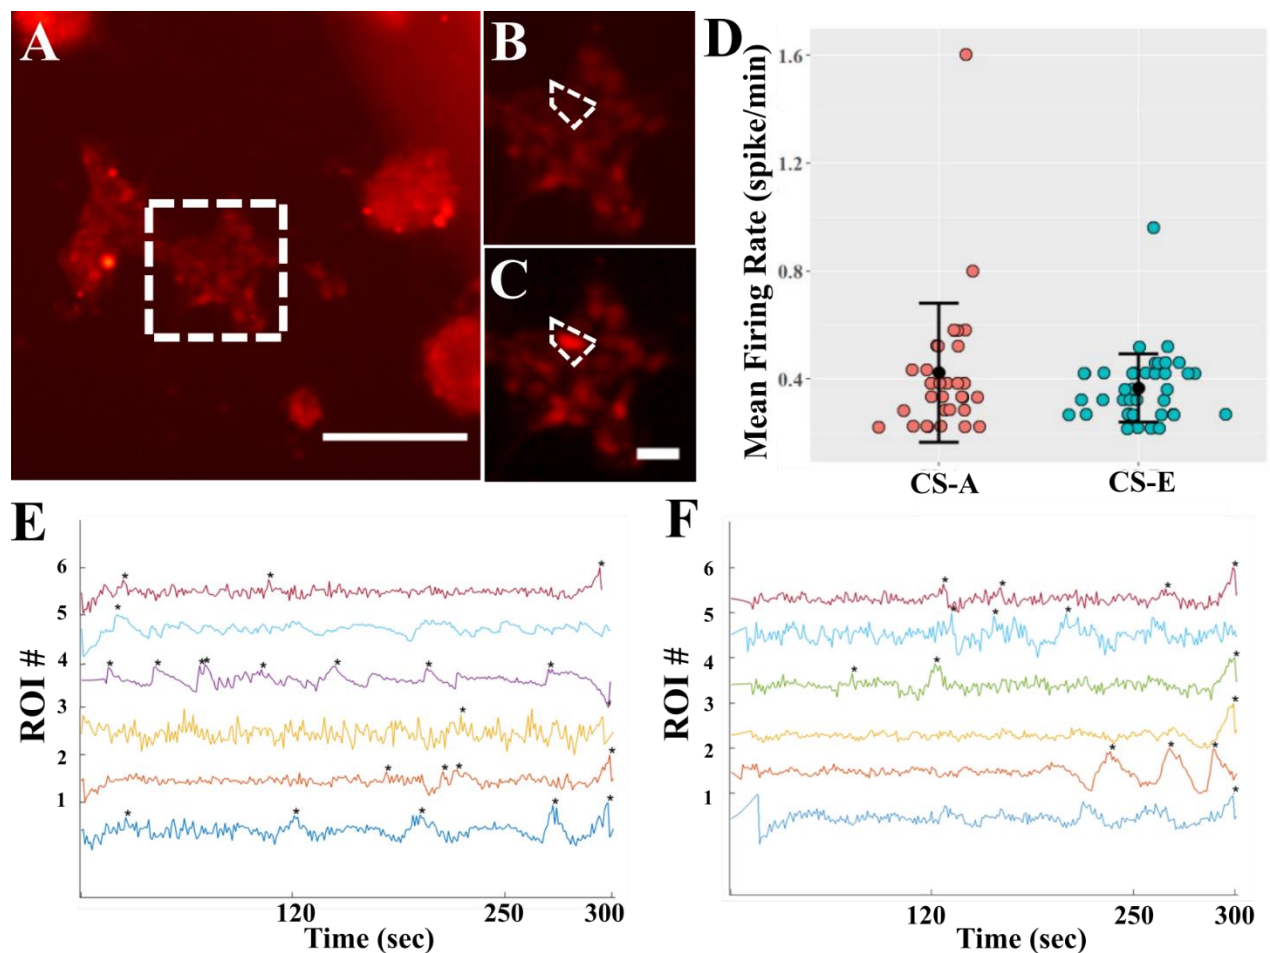 A
B
C
D
Mean Firing Rate (spike/min)
1.6
1.2
0.8
0.4
CS-A CS-E
E
ROI #
6
5
4
3
2
1
* * *
*
* * ** * * * *
*
* * * *
* * * * *
120 250 300
Time (sec)
F
ROI #
6
5
4
3
2
1
* * * *
* * *
* * *
*
* * *
*
120 250 300
Time (sec)